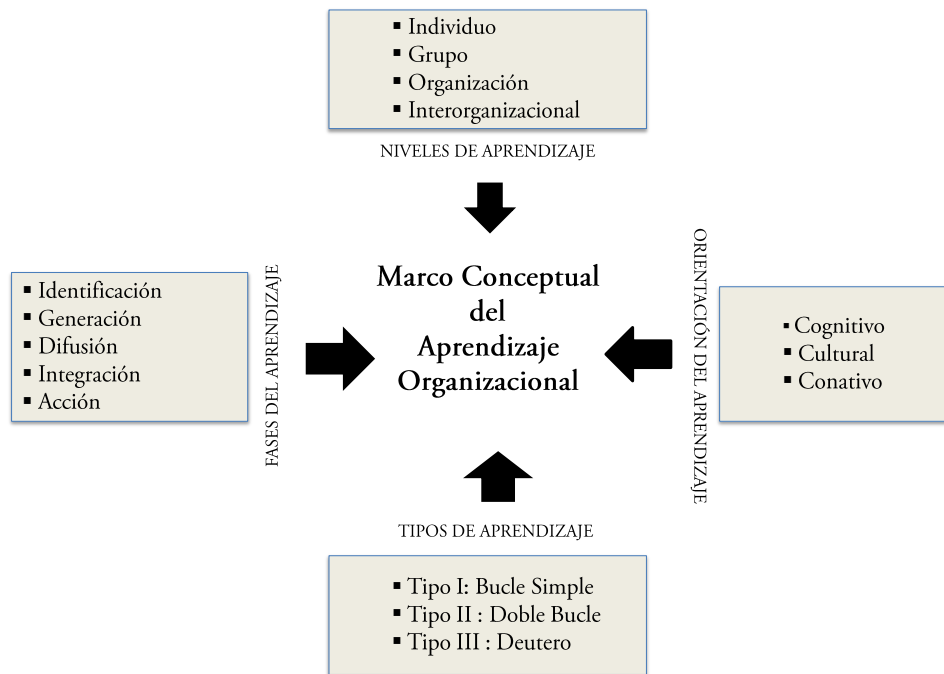 ▪ Individuo
▪ Grupo
▪ Organización
▪ Interorganizacional
NIVELES DE APRENDIZAJE
▪ Identificación
▪ Generación
▪ Difusión
▪ Integración
▪ Acción
FASES DEL APRENDIZAJE
Marco Conceptual
del
Aprendizaje
Organizacional
ORIENTACIÓN DEL APRENDIZAJE
▪ Cognitivo
▪ Cultural
▪ Conativo
TIPOS DE APRENDIZAJE
▪ Tipo I: Bucle Simple
▪ Tipo II : Doble Bucle
▪ Tipo III : Deutero